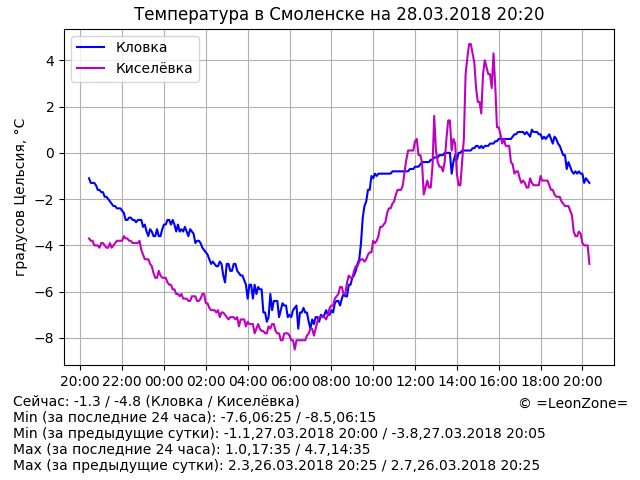 Температура в Смоленске на 28.03.2018 20:20
Кловка
Киселёвка
градусов Цельсия, °C
4
2
0
−2
−4
−6
−8
20:00 22:00 00:00 02:00 04:00 06:00 08:00 10:00 12:00 14:00 16:00 18:00 20:00
Сейчас: -1.3 / -4.8 (Кловка / Киселёвка)
© =LeonZone=
Min (за последние 24 часа): -7.6,06:25 / -8.5,06:15
Min (за предыдущие сутки): -1.1,27.03.2018 20:00 / -3.8,27.03.2018 20:05
Max (за последние 24 часа): 1.0,17:35 / 4.7,14:35
Max (за предыдущие сутки): 2.3,26.03.2018 20:25 / 2.7,26.03.2018 20:25